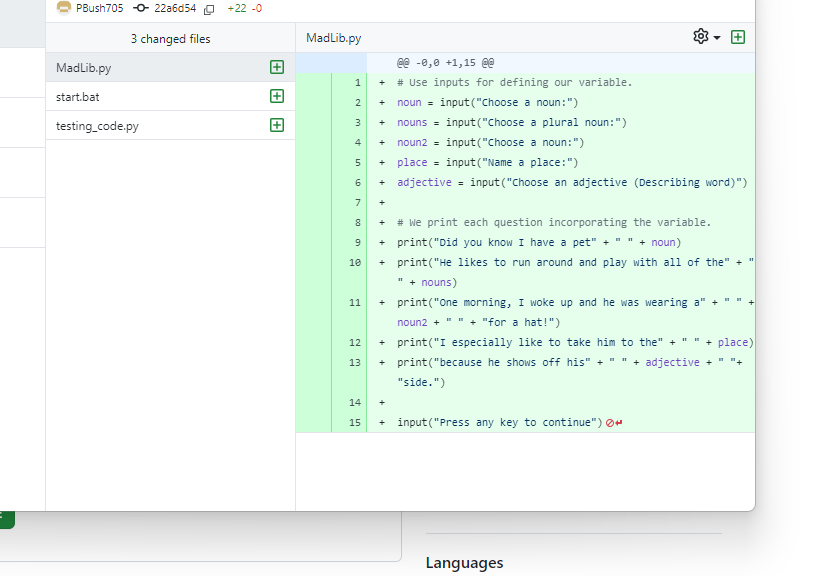 PBush705 22a6d54 +22 -0
3 changed files
MadLib.py
start.bat
testing_code.py
MadLib.py
@@ -0,0 +1,15 @@
1 + # Use inputs for defining our variable.
2 + noun = input("Choose a noun:")
3 + nouns = input("Choose a plural noun:")
4 + noun2 = input("Choose a noun:")
5 + place = input("Name a place:")
6 + adjective = input("Choose an adjective (Describing word)")
7 +
8 + # We print each question incorporating the variable.
9 + print("Did you know I have a pet" + " " + noun)
10 + print("He likes to run around and play with all of the" + "
" + nouns)
11 + print("One morning, I woke up and he was wearing a" + " " +
noun2 + " " + "for a hat!")
12 + print("I especially like to take him to the" + " " + place)
13 + print("because he shows off his" + " " + adjective + " "+
"side.")
14 +
15 + input("Press any key to continue")
Languages